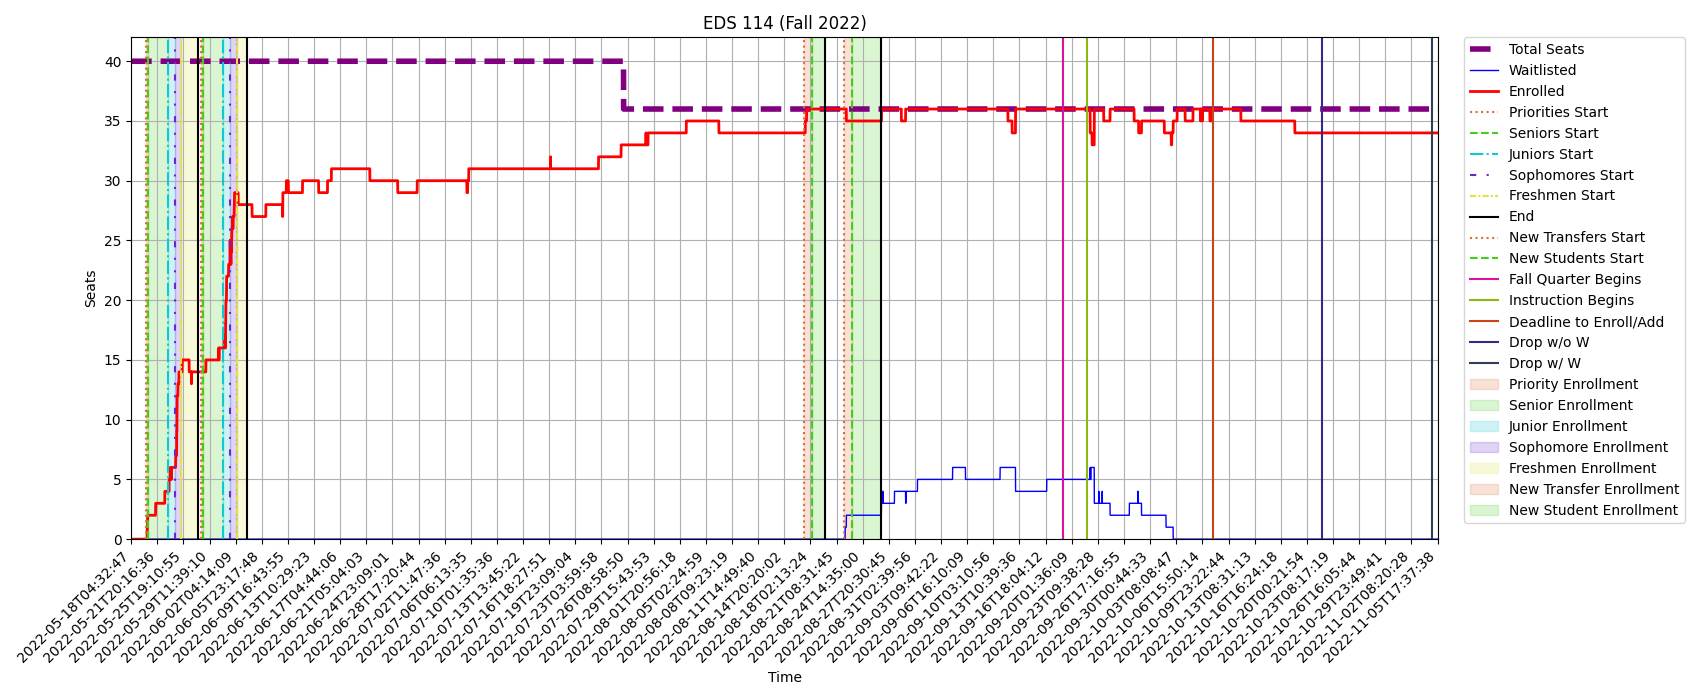 EDS 114 (Fall 2022)
Seats
40
35
30
25
20
15
10
5
0
2022-05-18T04:32:47
2022-05-21T20:16:36
2022-05-25T19:10:55
2022-05-29T11:39:10
2022-06-02T04:14:09
2022-06-05T23:17:48
2022-06-09T16:43:55
2022-06-13T10:29:23
2022-06-17T04:44:06
2022-06-21T05:04:03
2022-06-24T23:09:01
2022-06-28T17:20:44
2022-07-02T11:47:36
2022-07-06T06:13:35
2022-07-10T01:35:36
2022-07-13T13:45:22
2022-07-16T18:27:51
2022-07-19T23:09:04
2022-07-23T03:59:58
2022-07-26T08:58:50
2022-07-29T15:43:53
2022-08-01T20:56:18
2022-08-05T02:24:59
2022-08-08T09:23:19
2022-08-11T14:49:40
2022-08-14T20:20:02
2022-08-18T02:13:24
2022-08-21T08:31:45
2022-08-24T14:35:00
2022-08-27T20:30:45
2022-08-31T02:39:56
2022-09-03T09:42:22
2022-09-06T16:10:09
2022-09-10T03:10:56
2022-09-13T10:39:36
2022-09-16T18:04:12
2022-09-20T01:36:09
2022-09-23T09:38:28
2022-09-26T17:16:55
2022-09-30T00:44:33
2022-10-03T08:08:47
2022-10-06T15:50:14
2022-10-09T23:22:44
2022-10-13T08:31:13
2022-10-16T16:24:18
2022-10-20T00:21:54
2022-10-23T08:17:19
2022-10-26T16:05:44
2022-10-29T23:49:41
2022-11-02T08:20:28
2022-11-05T17:37:38
Time
Total Seats
Waitlisted
Enrolled
Priorities Start
Seniors Start
Juniors Start
Sophomores Start
Freshmen Start
End
New Transfers Start
New Students Start
Fall Quarter Begins
Instruction Begins
Deadline to Enroll/Add
Drop w/o W
Drop w/ W
Priority Enrollment
Senior Enrollment
Junior Enrollment
Sophomore Enrollment
Freshmen Enrollment
New Transfer Enrollment
New Student Enrollment